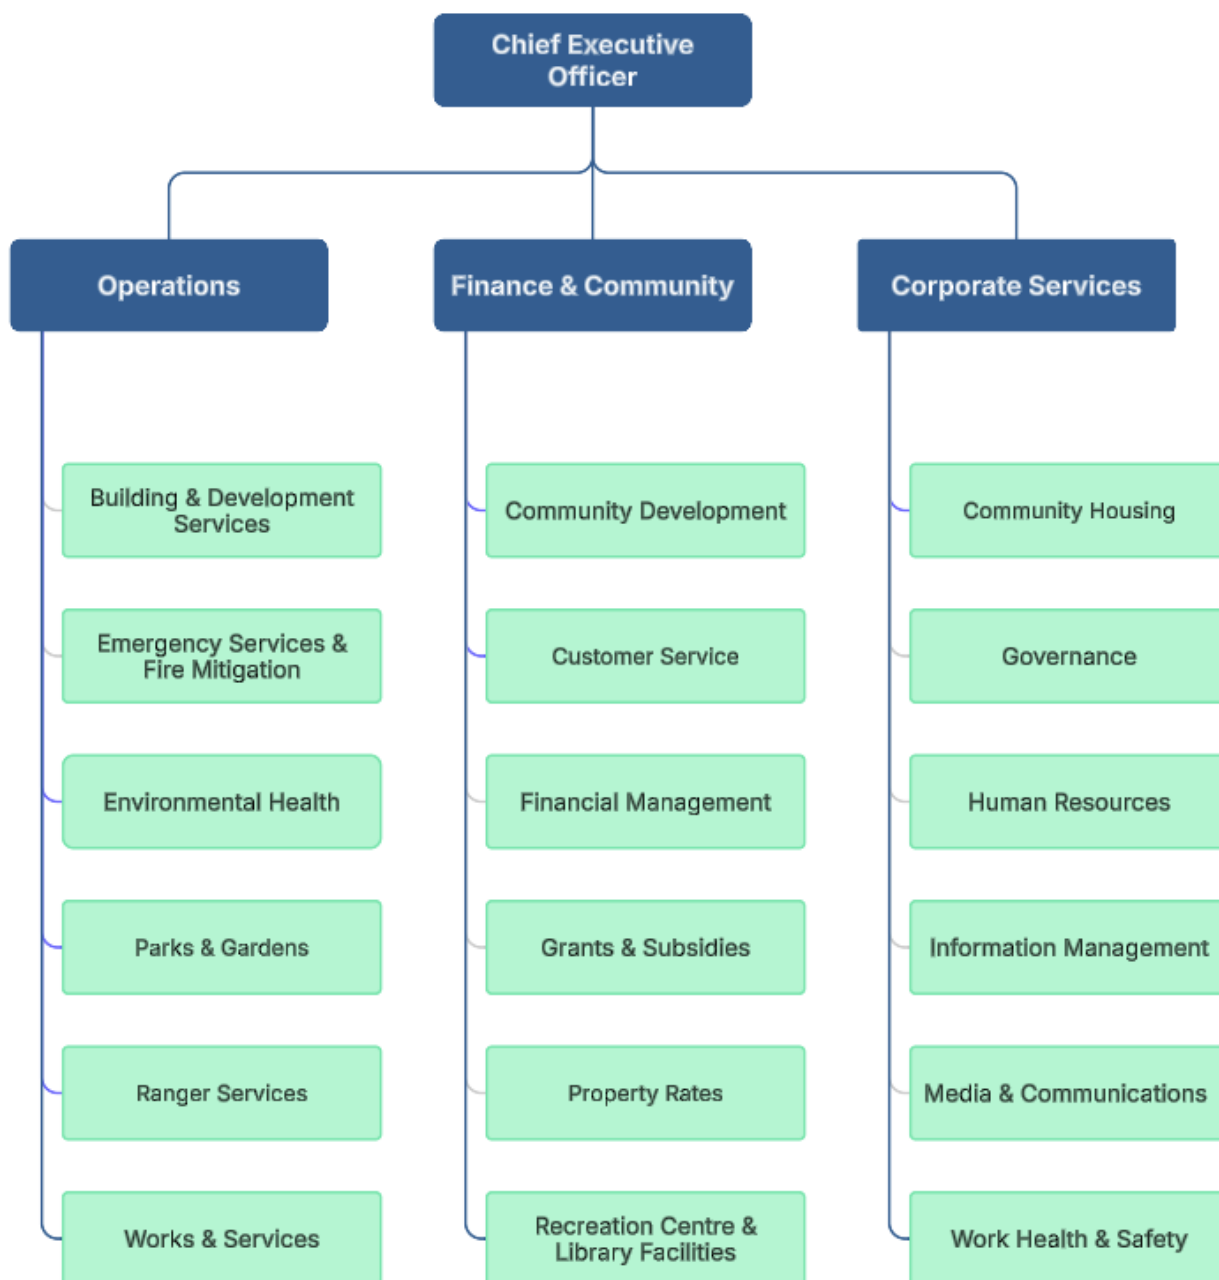 Chief Executive
Officer
Operations
Finance & Community
Corporate Services
Building & Development
Services
Emergency Services &
Fire Mitigation
Environmental Health
Parks & Gardens
Ranger Services
Works & Services
Community Development
Customer Service
Financial Management
Grants & Subsidies
Property Rates
Recreation Centre &
Library Facilities
Community Housing
Governance
Human Resources
Information Management
Media & Communications
Work Health & Safety